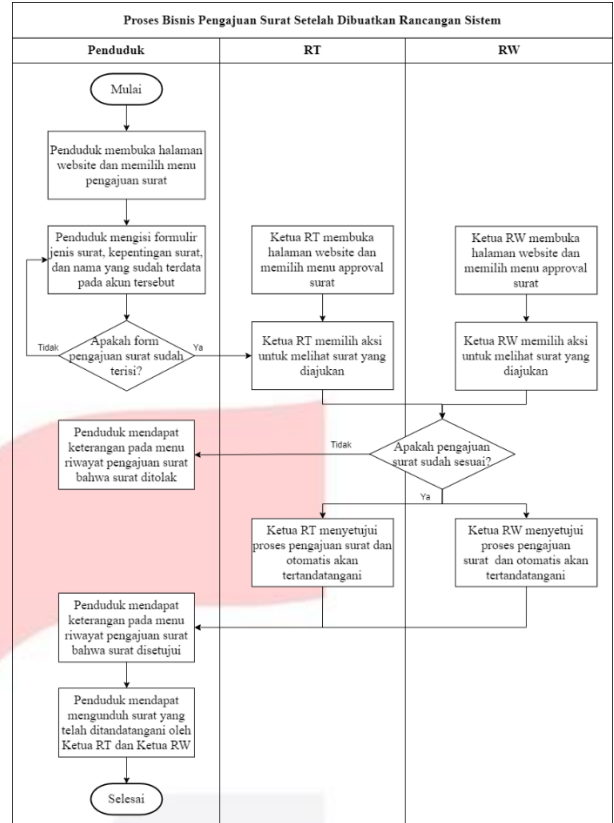 Proses Bisnis Pengajuan Surat Setelah Dibuatkan Rancangan Sistem
Penduduk
RT
RW
Mulai
Penduduk membuka halaman
website dan memilih menu
pengajuan surat
Penduduk mengisi formulir
jenis surat, kepentingan surat,
dan nama yang sudah terdata
pada akun tersebut
Ketua RT membuka
halaman website dan
memilih menu approval
surat
Ketua RW membuka
halaman website dan
memilih menu approval
surat
Tidak
Apakah form
pengajuan surat sudah
terisi?
Ya
Ketua RT memilih aksi
untuk melihat surat yang
diajukan
Ketua RW memilih aksi
untuk melihat surat yang
diajukan
Penduduk mendapat
keterangan pada menu
riwayat pengajuan surat
bahwa surat ditolak
Tidak
Apakah pengajuan
surat sudah sesuai?
Ya
Ketua RT menyetujui
proses pengajuan surat dan
otomatis akan
tertandatangani
Ketua RW menyetujui
proses pengajuan
surat dan otomatis akan
tertandatangani
Penduduk mendapat
keterangan pada menu
riwayat pengajuan surat
bahwa surat disetujui
Penduduk mendapat
mengunduh surat yang
telah ditandatangani oleh
Ketua RT dan Ketua RW
Selesai